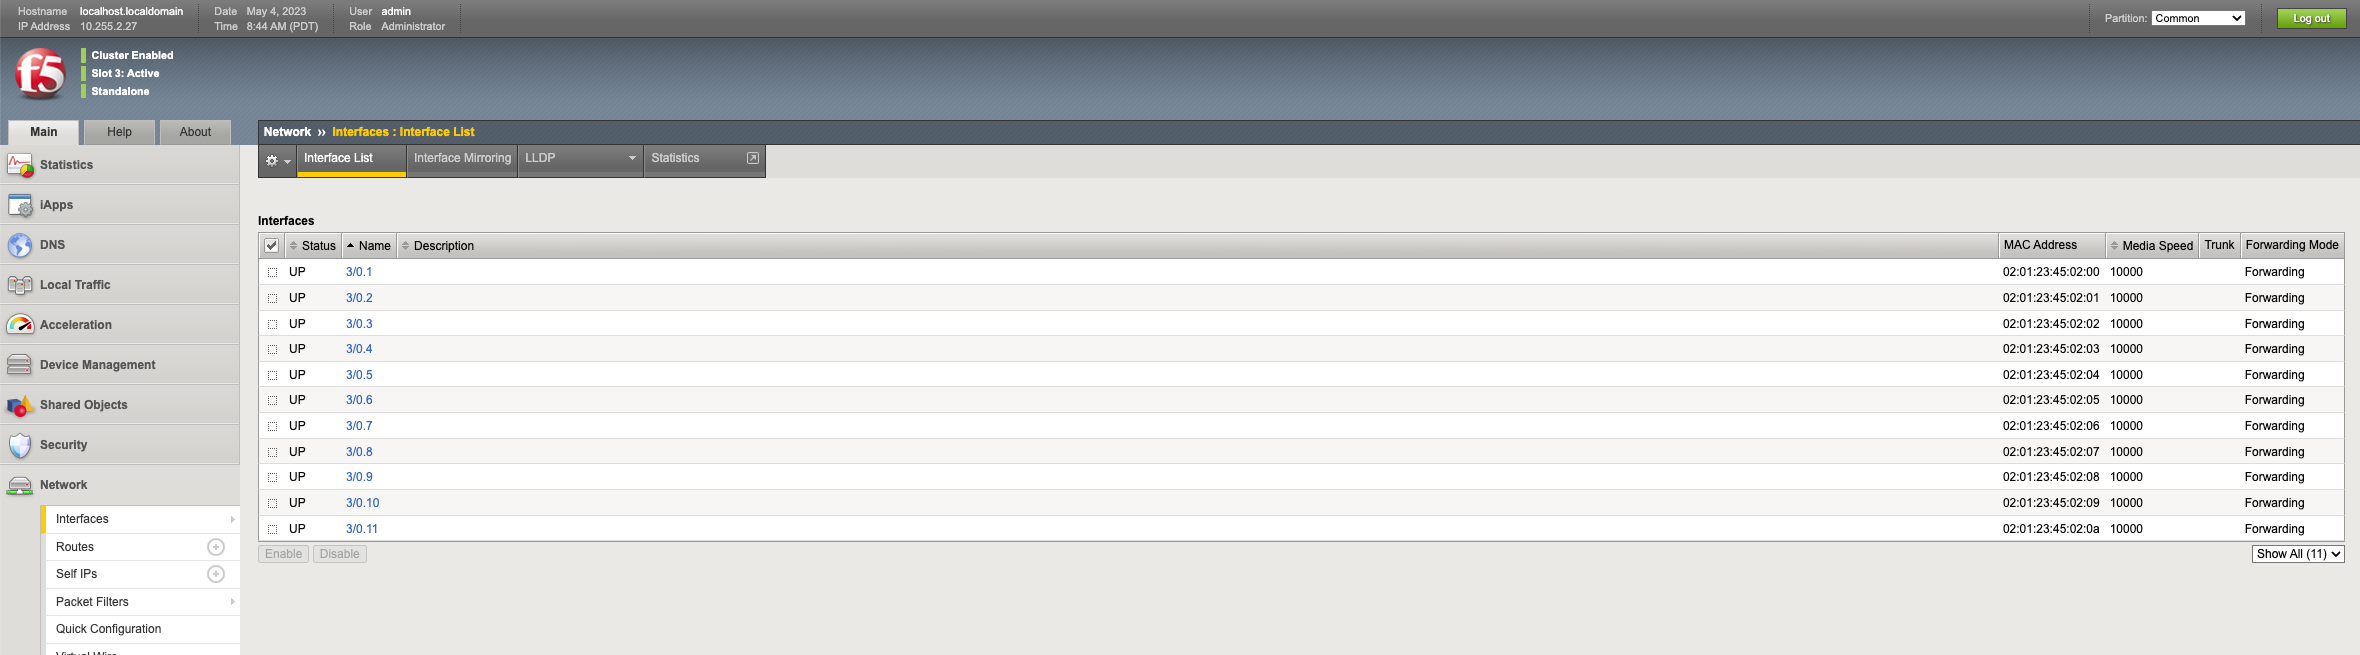 Hostname localhost.localdomain Date May 4, 2023 User admin
IP Address 10.255.2.27 Time 8:44 AM (PDT) Role Administrator
Partition: Common Log out
f5
Cluster Enabled
Slot 3: Active
Standalone
Main Help About
Network ›› Interfaces : Interface List
Interface List Interface Mirroring LLDP Statistics
Statistics
iApps
DNS
Local Traffic
Acceleration
Device Management
Shared Objects
Security
Network
Interfaces
Routes
Self IPs
Packet Filters
Quick Configuration
Virtual Wire
Interfaces
Status Name Description MAC Address Media Speed Trunk Forwarding Mode
UP 3/0.1 02:01:23:45:02:00 10000 Forwarding
UP 3/0.2 02:01:23:45:02:01 10000 Forwarding
UP 3/0.3 02:01:23:45:02:02 10000 Forwarding
UP 3/0.4 02:01:23:45:02:03 10000 Forwarding
UP 3/0.5 02:01:23:45:02:04 10000 Forwarding
UP 3/0.6 02:01:23:45:02:05 10000 Forwarding
UP 3/0.7 02:01:23:45:02:06 10000 Forwarding
UP 3/0.8 02:01:23:45:02:07 10000 Forwarding
UP 3/0.9 02:01:23:45:02:08 10000 Forwarding
UP 3/0.10 02:01:23:45:02:09 10000 Forwarding
UP 3/0.11 02:01:23:45:02:0a 10000 Forwarding
Enable Disable Show All (11)